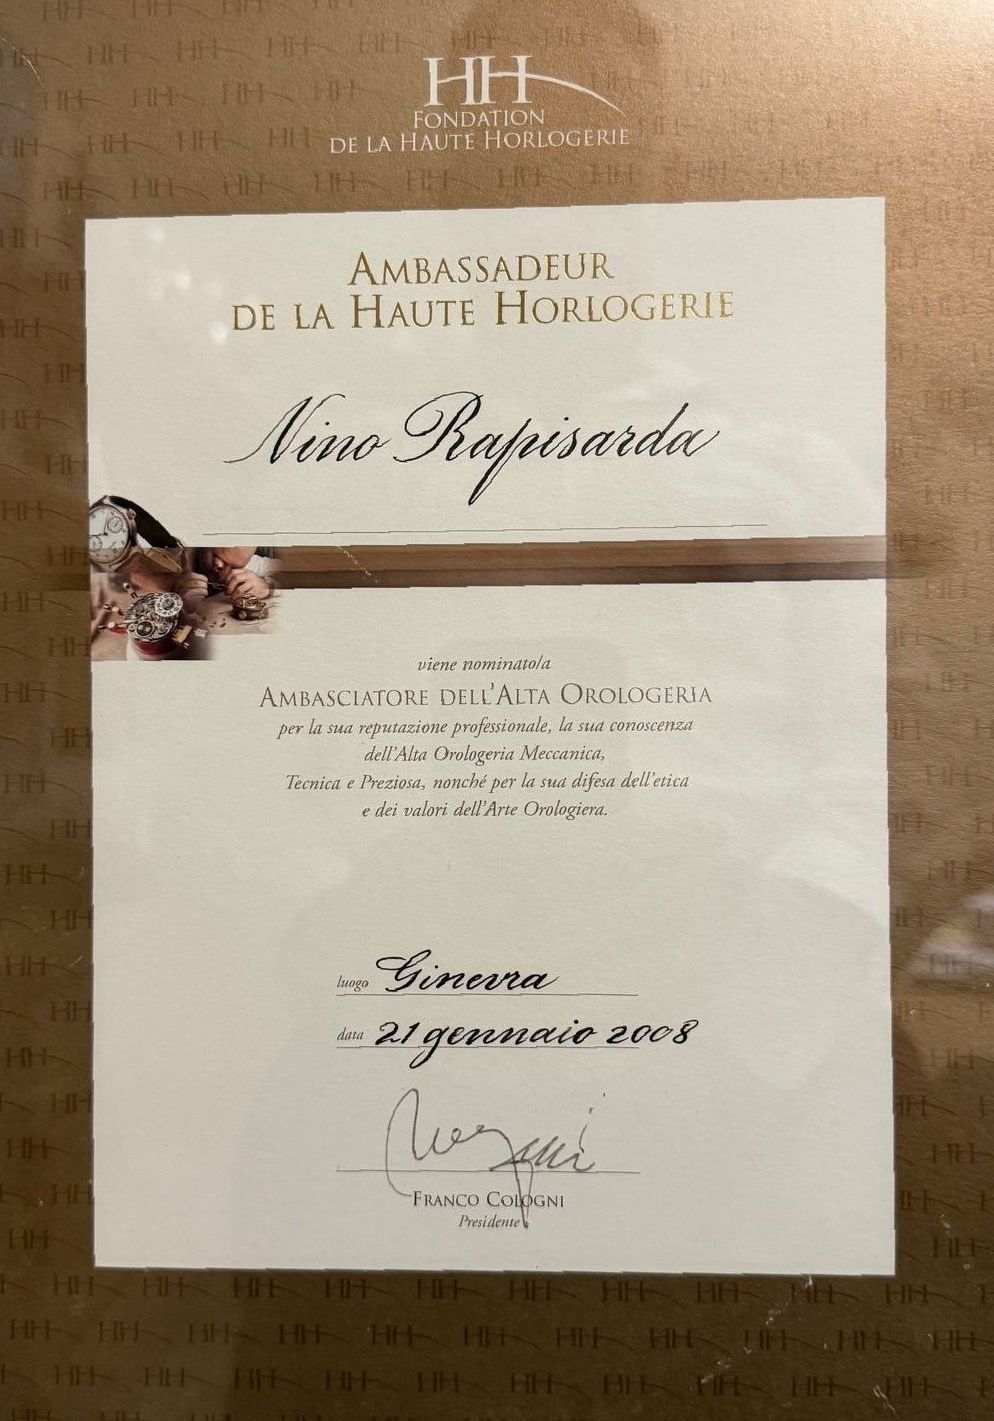 HH
FONDATION
DE LA HAUTE HORLOGERIE
AMBASSADEUR
DE LA HAUTE HORLOGERIE
Nino Rapisarda
viene nominato/a
AMBASCIATORE DELL'ALTA OROLOGERIA
per la sua reputazione professionale, la sua conoscenza
dell'Alta Orologeria Meccanica,
Tecnica e Preziosa, nonché per la sua difesa dell'etica
e dei valori dell'Arte Orologiera.
luogo Ginevra
data 21 gennaio 2008
FRANCO COLOGNI
Presidente